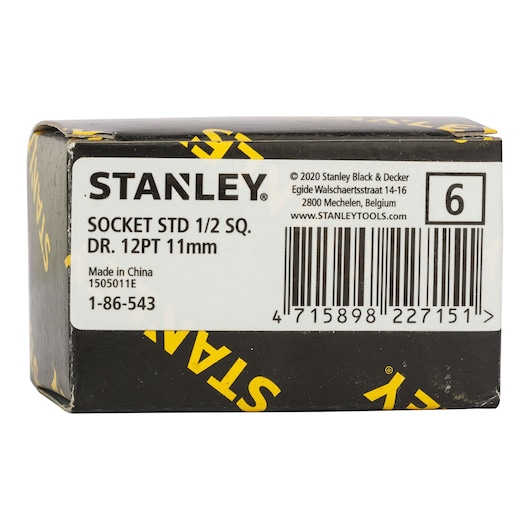 STANLEY®
SOCKET STD 1/2 SQ.
DR. 12PT 11mm
Made in China
1505011E
1-86-543
© 2020 Stanley Black & Decker
Egide Walschaertsstraat 14-16
2800 Mechelen, Belgium
www.STANLEYTOOLS.com
6
4 715898 227151 >
STAN